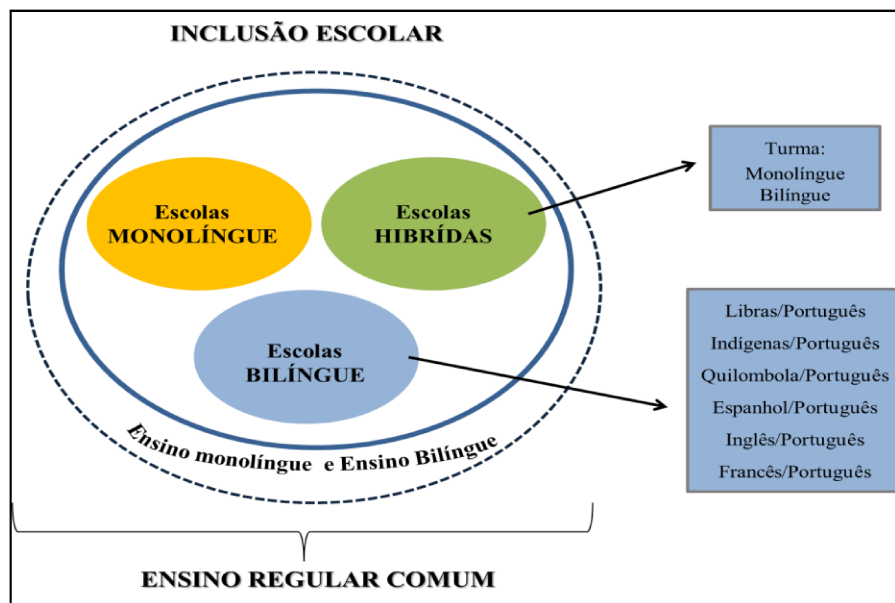 INCLUSÃO ESCOLAR
Escolas
MONOLÍNGUE
Escolas
HIBRÍDAS
Escolas
BILÍNGUE
Ensino monolíngue e Ensino Bilíngue
Turma:
Monolíngue
Bilíngue
Libras/Português
Indígenas/Português
Quilombola/Português
Espanhol/Português
Inglês/Português
Francês/Português
ENSINO REGULAR COMUM